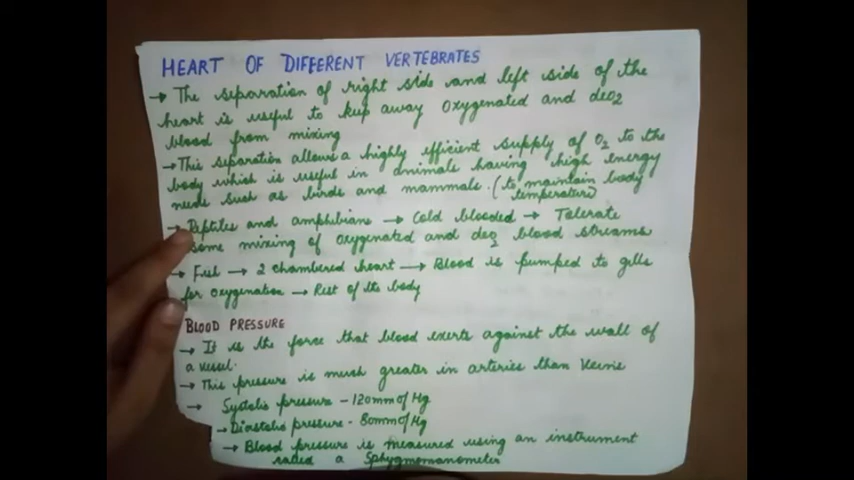 HEART OF DIFFERENT VERTEBRATES
→ The separation of right side and left side of the
heart is useful to keep away Oxygenated and deO2
blood from mixing
→ This separation allows a highly efficient supply of O2 to the
body which is useful in animals having high energy
needs such as birds and mammals. (to maintain body
temperature)
→ Reptiles and amphibians → Cold blooded → Tolerate
some mixing of oxygenated and deo2 blood streams
→ Fish → 2 chambered heart → Blood is pumped to gills
for oxygenation → Rest of the body
BLOOD PRESSURE
→ It is the force that blood exerts against the wall of
a vessel.
→ This pressure is much greater in arteries than Veins
→ Systolic pressure - 120mm of Hg
→ Diastolic pressure - 80mm of Hg
→ Blood pressure is measured using an instrument
called a Sphygmomanometer